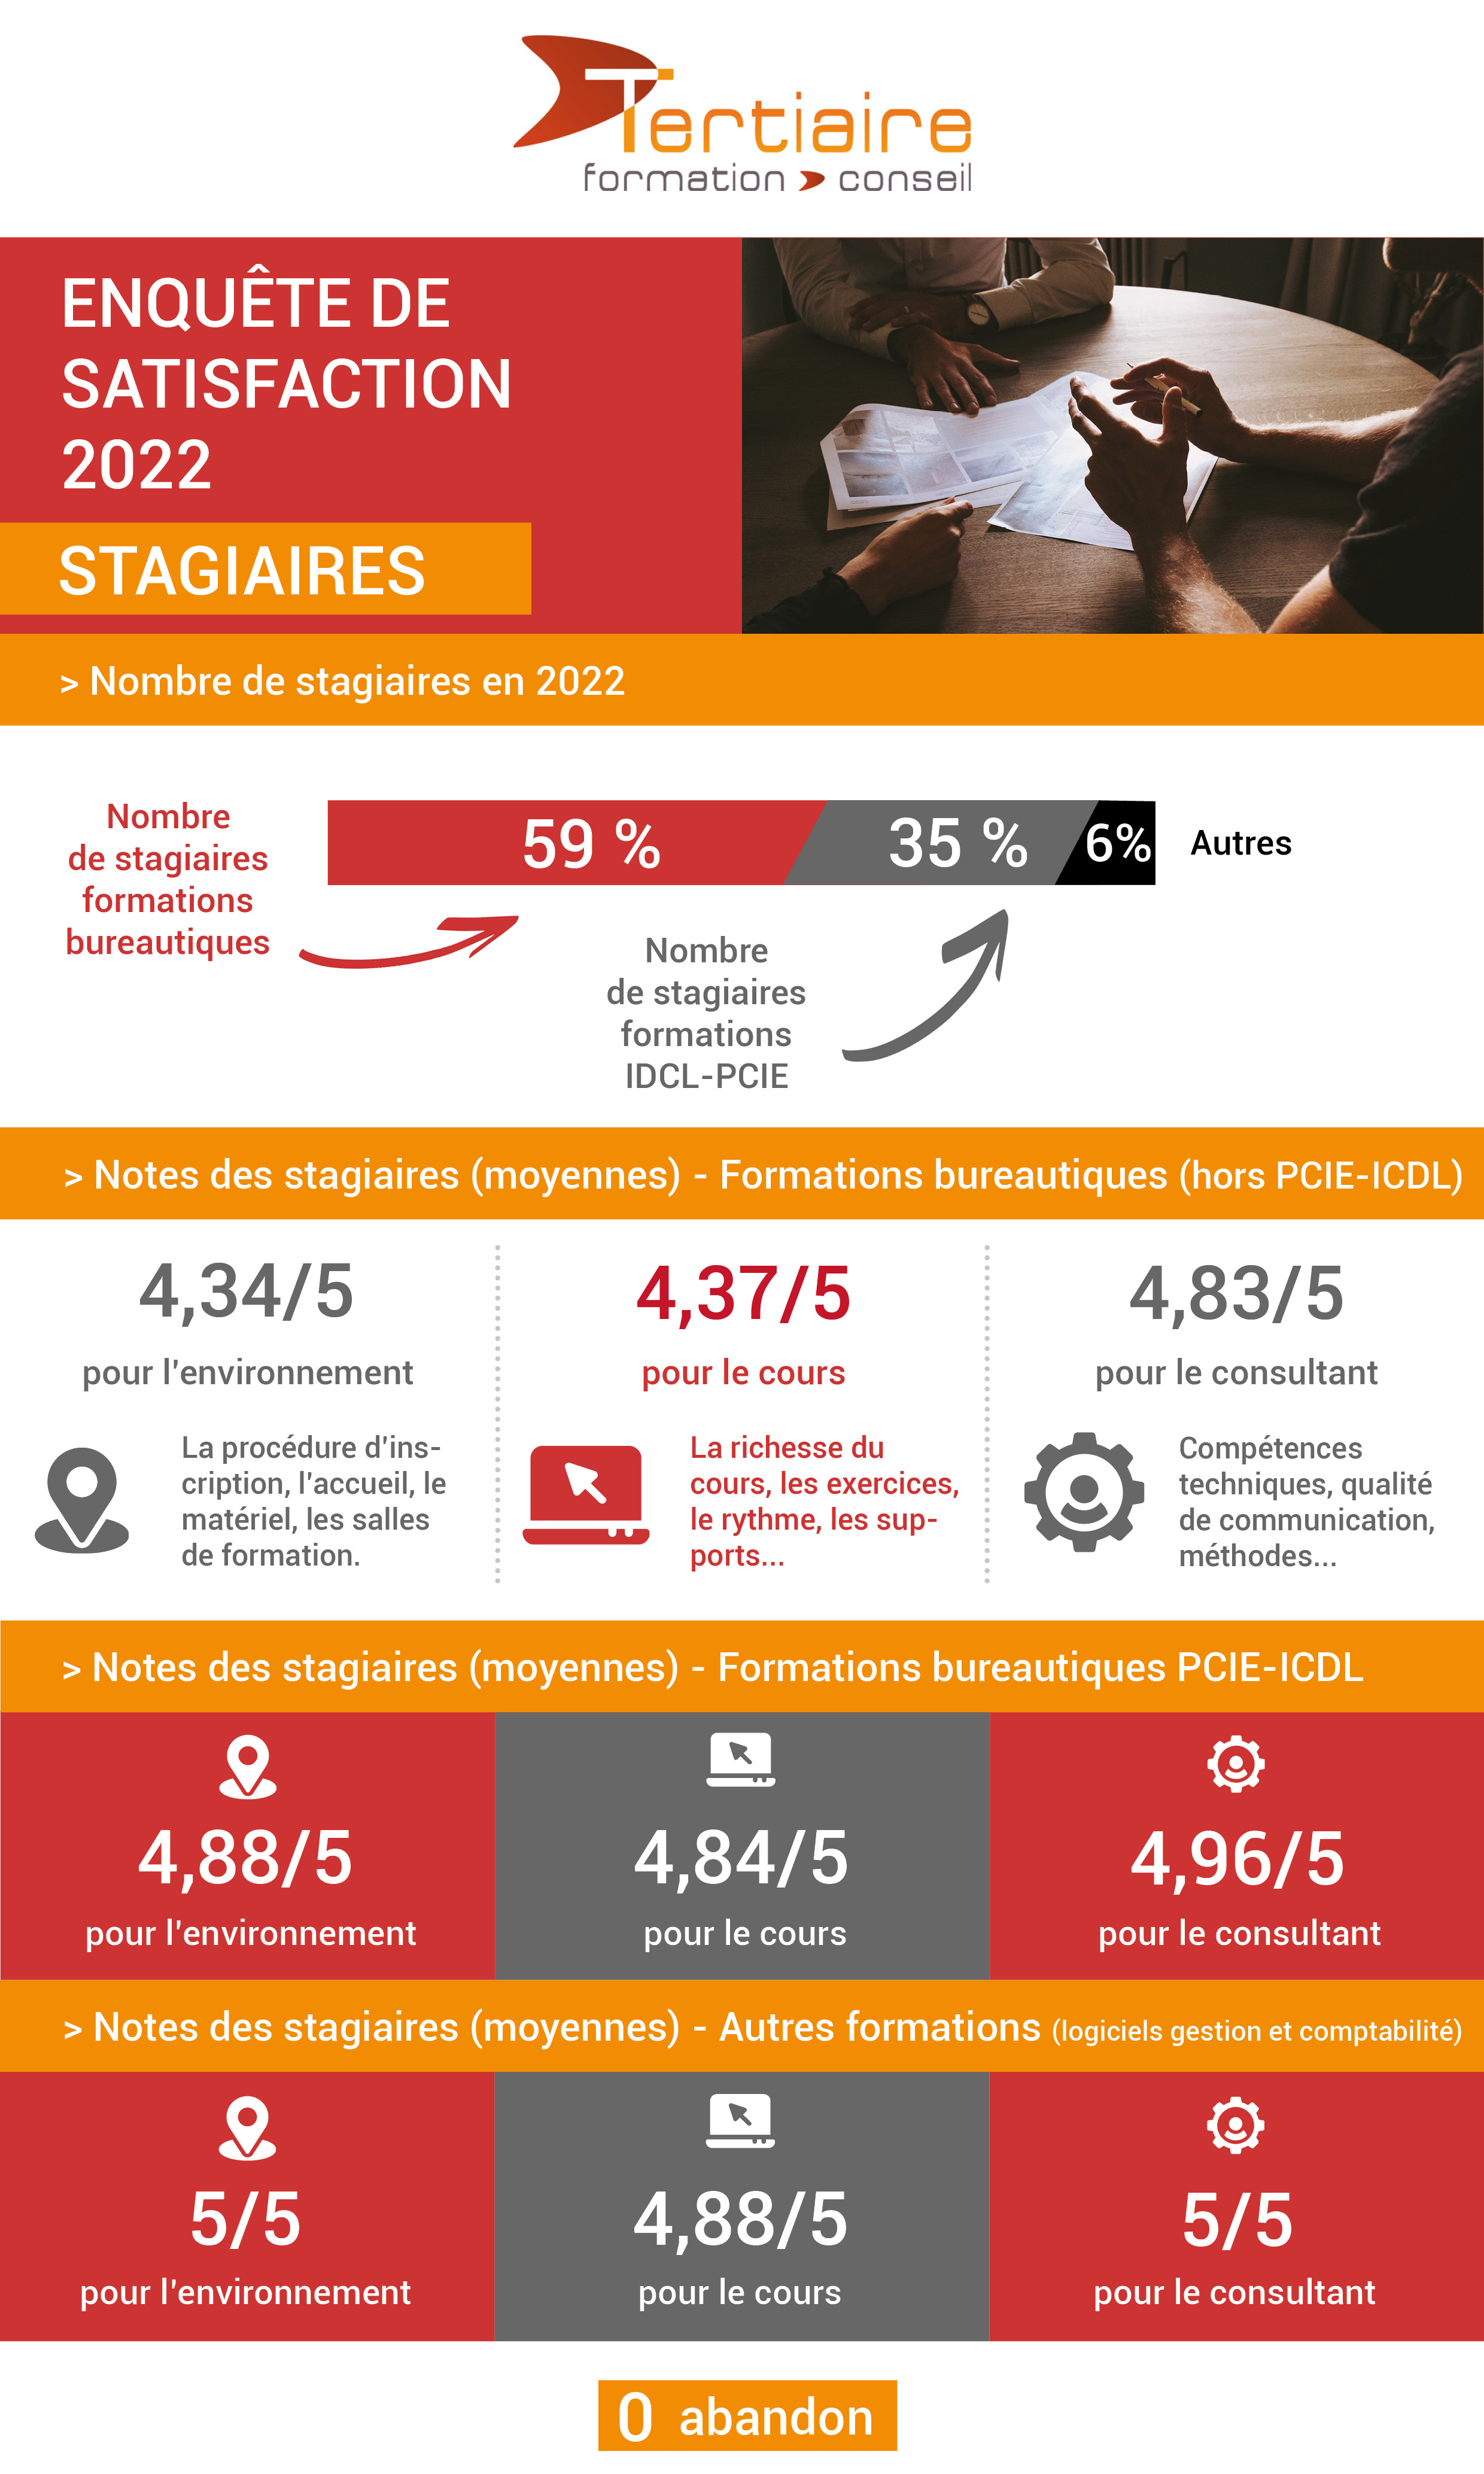 Tertiaire
formation conseil
ENQUÊTE DE
SATISFACTION
2022
STAGIAIRES
> Nombre de stagiaires en 2022
Nombre
de stagiaires
formations
bureautiques
59 %
35 %
6%
Autres
Nombre
de stagiaires
formations
IDCL-PCIE
> Notes des stagiaires (moyennes) - Formations bureautiques (hors PCIE-ICDL)
4,34/5
pour l'environnement
La procédure d'ins-
cription, l'accueil, le
matériel, les salles
de formation.
4,37/5
pour le cours
La richesse du
cours, les exercices,
le rythme, les sup-
ports...
4,83/5
pour le consultant
Compétences
techniques, qualité
de communication,
méthodes...
> Notes des stagiaires (moyennes) - Formations bureautiques PCIE-ICDL
4,88/5
pour l'environnement
4,84/5
pour le cours
4,96/5
pour le consultant
> Notes des stagiaires (moyennes) - Autres formations (logiciels gestion et comptabilité)
5/5
pour l'environnement
4,88/5
pour le cours
5/5
pour le consultant
0 abandon